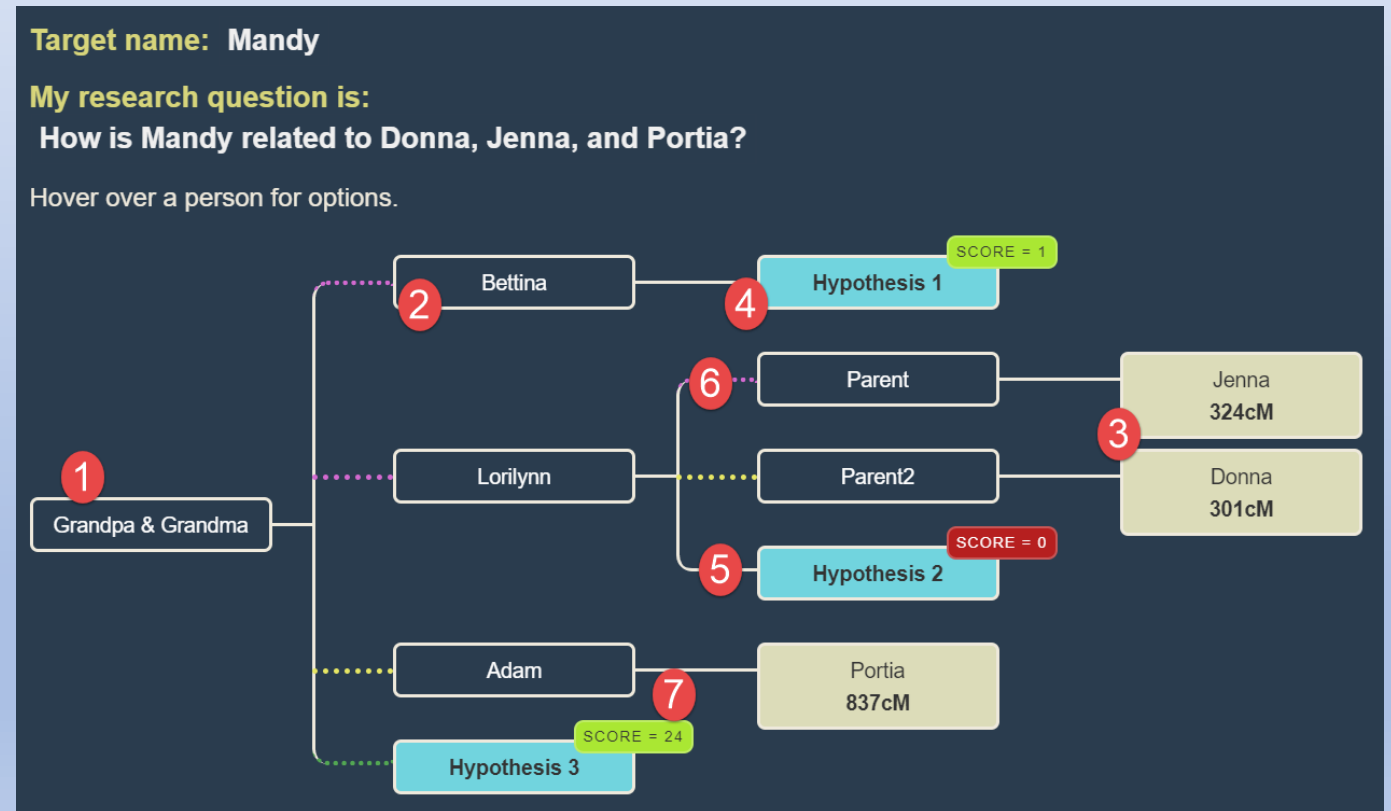 Target name: Mandy
My research question is:
How is Mandy related to Donna, Jenna, and Portia?
Hover over a person for options.
SCORE = 1
Bettina
Hypothesis 1
2
4
6
Parent
Jenna
324cM
3
1
Lorilynn
Parent2
Donna
301cM
Grandpa & Grandma
SCORE = 0
5
Hypothesis 2
Adam
Portia
837cM
7
SCORE = 24
Hypothesis 3